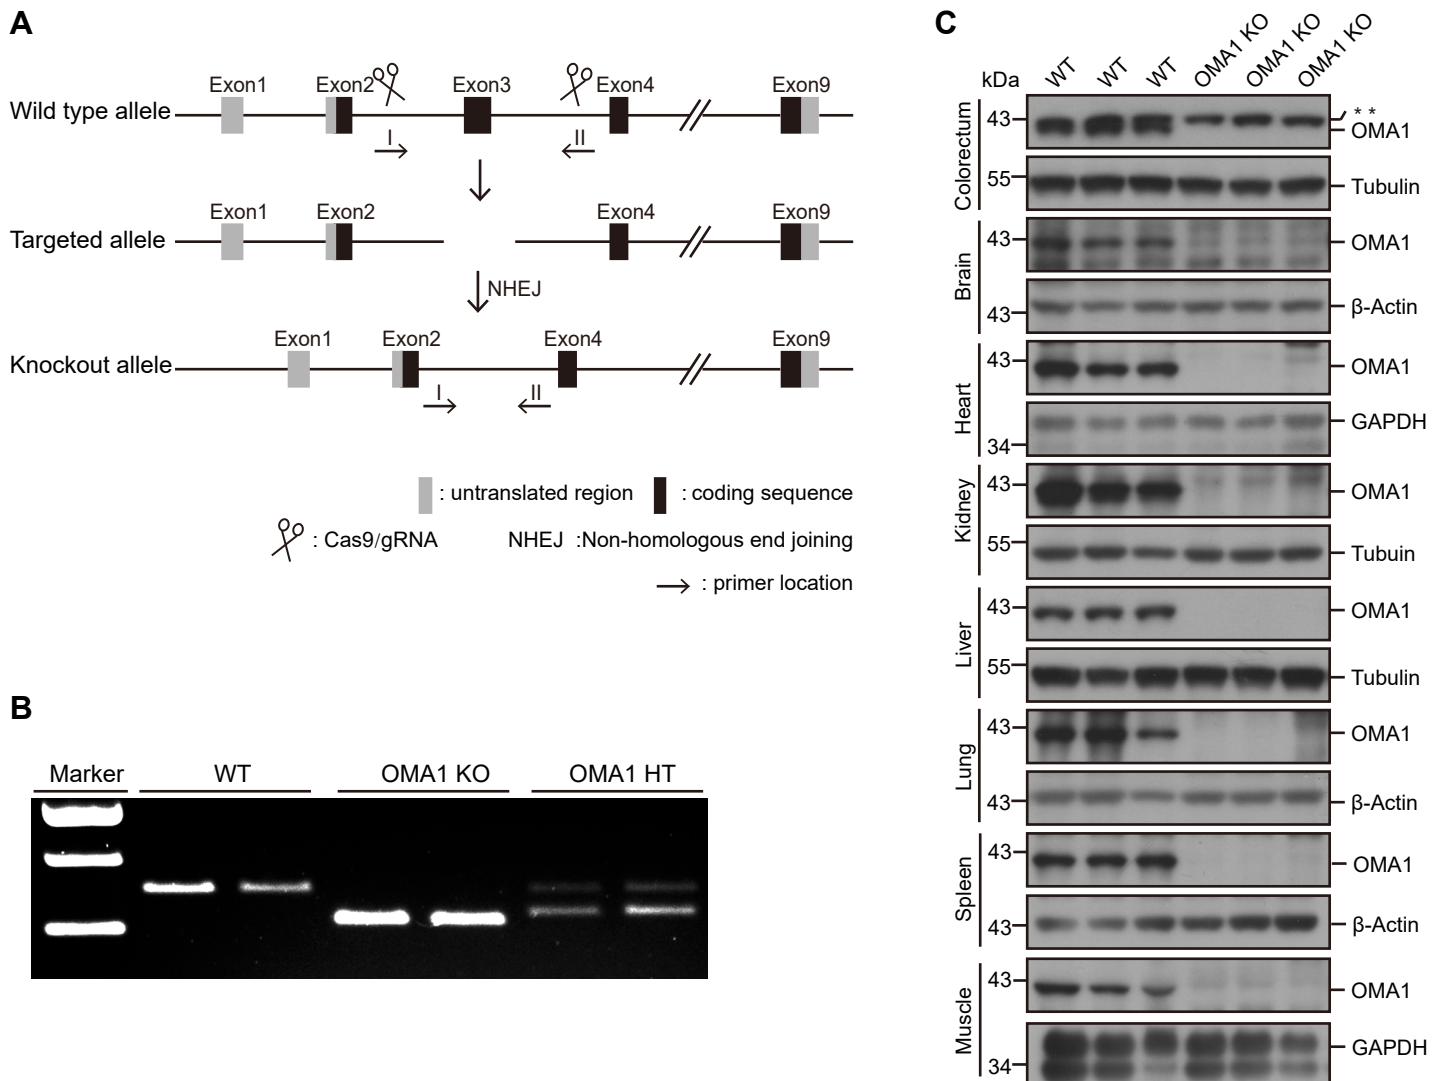 A
Exon1 Exon2 Exon3 Exon4 Exon9
Wild type allele
I II
Exon1 Exon2 Exon4 Exon9
Targeted allele
NHEJ
Exon1 Exon2 Exon4 Exon9
Knockout allele
I II
: untranslated region : coding sequence
: Cas9/gRNA NHEJ :Non-homologous end joining
: primer location
B
Marker WT OMA1 KO OMA1 HT
C
kDa WT WT WT OMA1 KO OMA1 KO OMA1 KO
Colorectum
43 **
OMA1
55 Tubulin
Brain
43 OMA1
43 β-Actin
Heart
43 OMA1
34 GAPDH
Kidney
43 OMA1
55 Tubuin
Liver
43 OMA1
55 Tubulin
Lung
43 OMA1
43 β-Actin
Spleen
43 OMA1
43 β-Actin
Muscle
43 OMA1
34 GAPDH